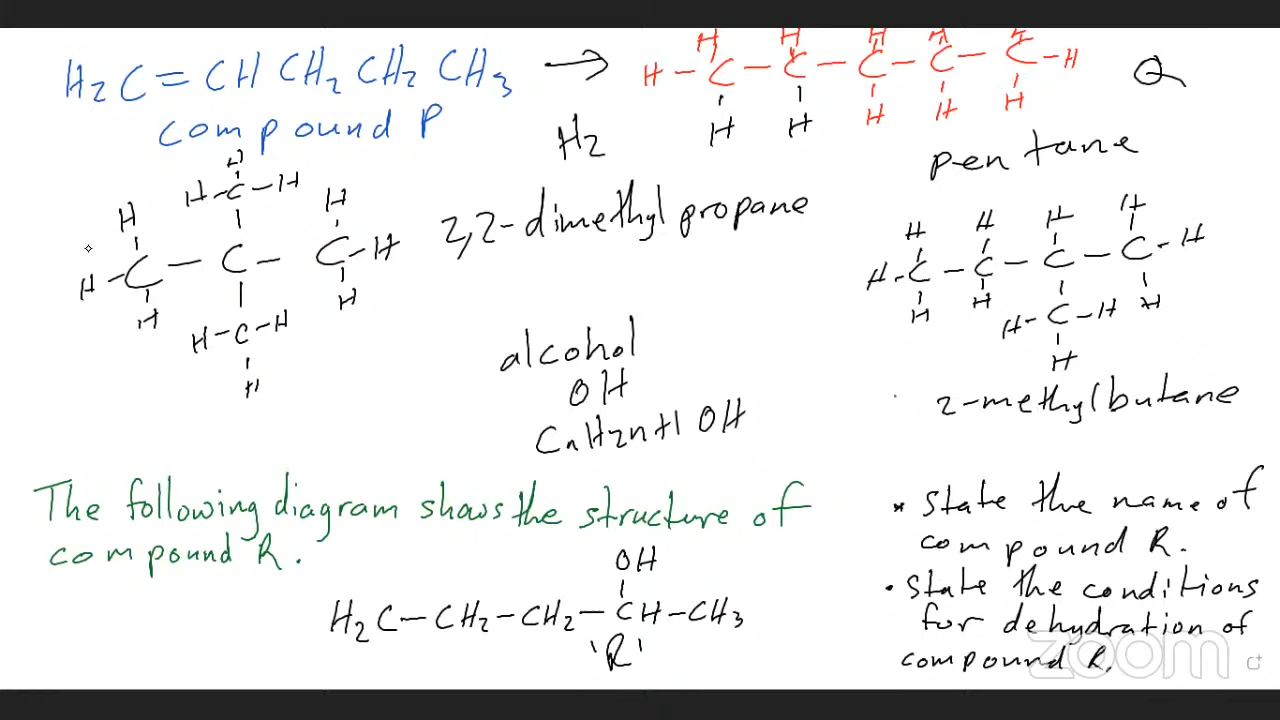 H2C = CH CH2 CH2 CH3 →
compound P
H2
H H H H H
H - C - C - C - C - C - H
H H H H H
Q
pentane
H
H - C - H
H H
H - C - C - C - H
H H
H - C - H
H
2,2-dimethyl propane
H H H H
H - C - C - C - C - H
H H H
H - C - H
H
2-methylbutane
alcohol
OH
CnH2n+1 OH
The following diagram shows the structure of
compound R.
OH
H2C - CH2 - CH2 - CH - CH3
'R'
* State the name of
compound R.
• State the conditions
for dehydration of
compound R.
zoom